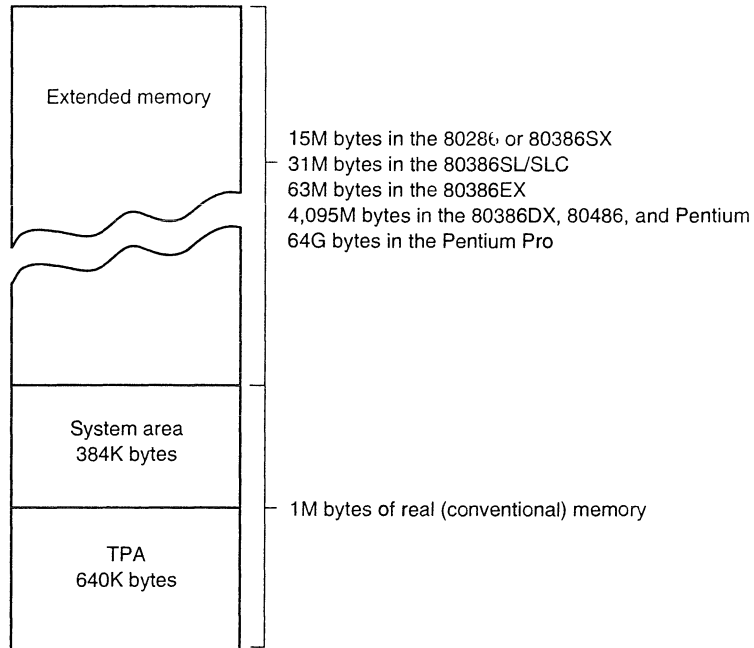 Extended memory
15M bytes in the 80286 or 80386SX
31M bytes in the 80386SL/SLC
63M bytes in the 80386EX
4,095M bytes in the 80386DX, 80486, and Pentium
64G bytes in the Pentium Pro
System area
384K bytes
1M bytes of real (conventional) memory
TPA
640K bytes